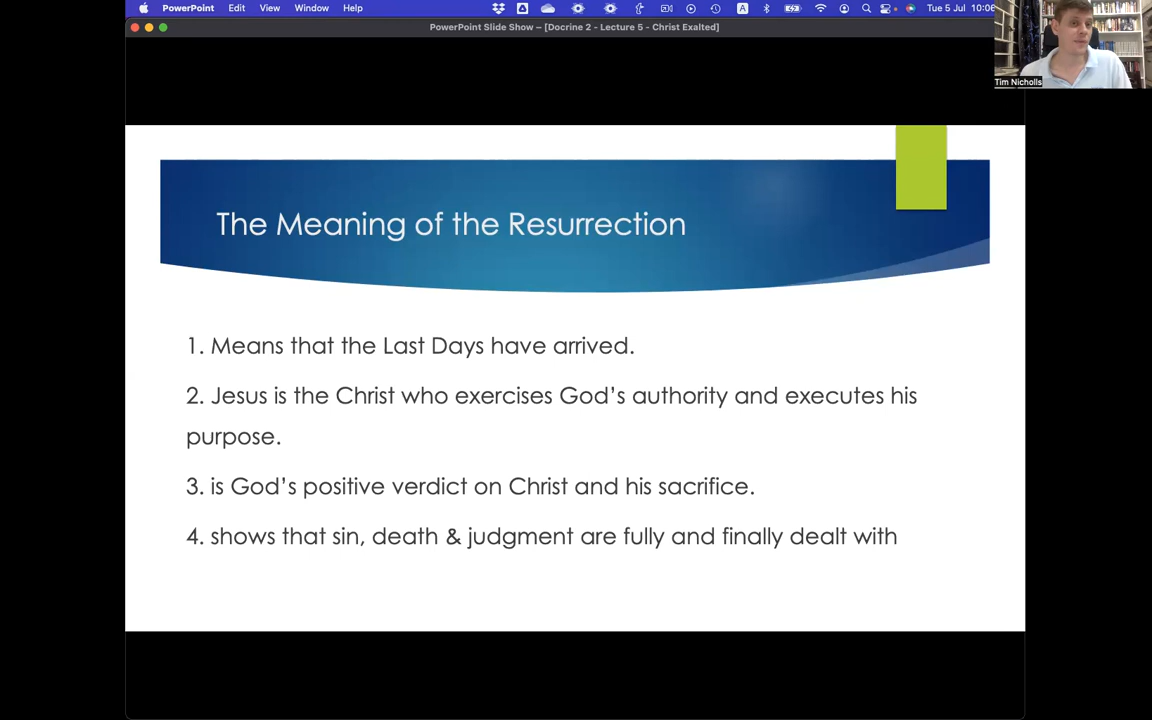 PowerPoint Edit View Window Help A Tue 5 Jul 10:06
PowerPoint Slide Show – [Docrine 2 - Lecture 5 - Christ Exalted]
Tim Nicholls
The Meaning of the Resurrection
1. Means that the Last Days have arrived.
2. Jesus is the Christ who exercises God’s authority and executes his
purpose.
3. is God’s positive verdict on Christ and his sacrifice.
4. shows that sin, death & judgment are fully and finally dealt with